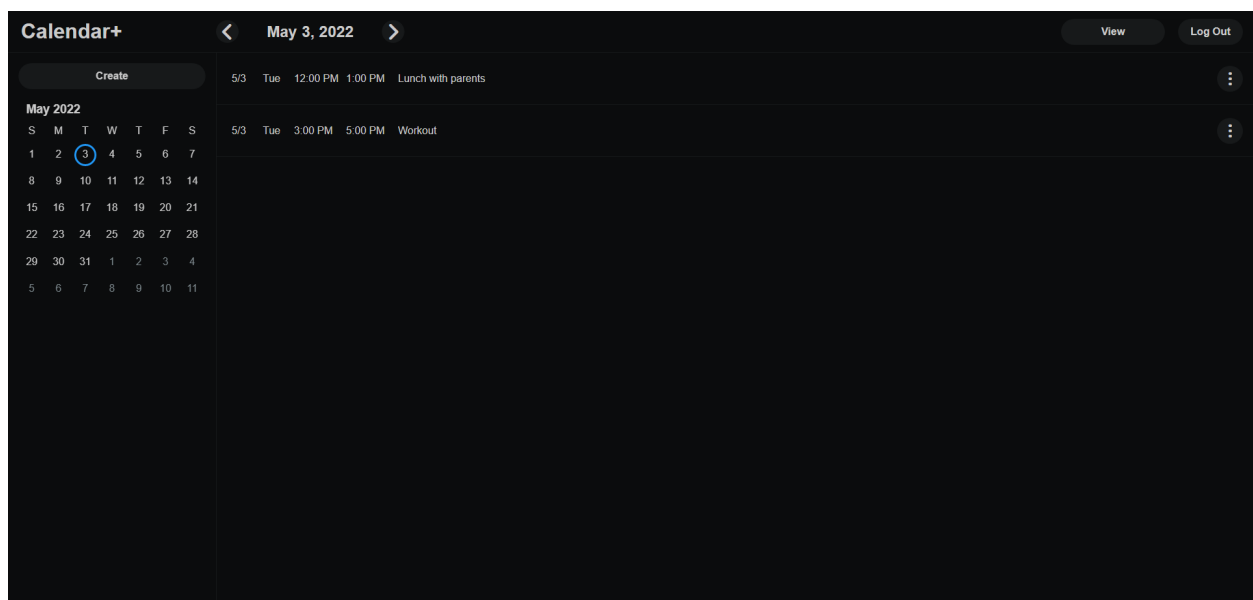 Calendar+ May 3, 2022 View Log Out
Create
May 2022
S M T W T F S
1 2 3 4 5 6 7
8 9 10 11 12 13 14
15 16 17 18 19 20 21
22 23 24 25 26 27 28
29 30 31 1 2 3 4
5 6 7 8 9 10 11
5/3 Tue 12:00 PM 1:00 PM Lunch with parents
5/3 Tue 3:00 PM 5:00 PM Workout